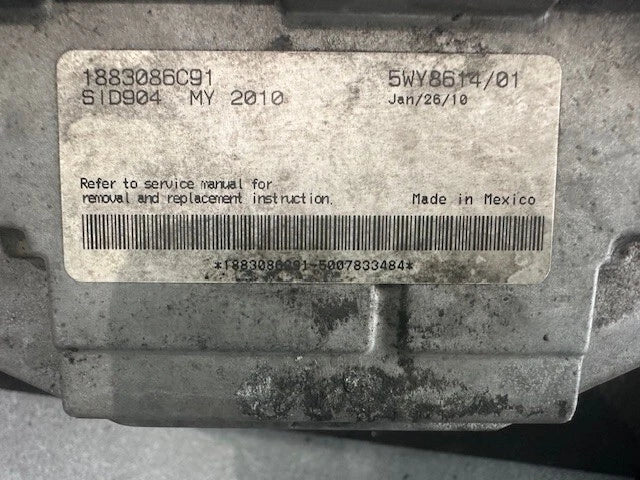 1883086C91 5WY8614/01
SID904 MY 2010 Jan/26/10
Refer to service manual for
removal and replacement instruction. Made in Mexico
*1883086C91-5007833484*